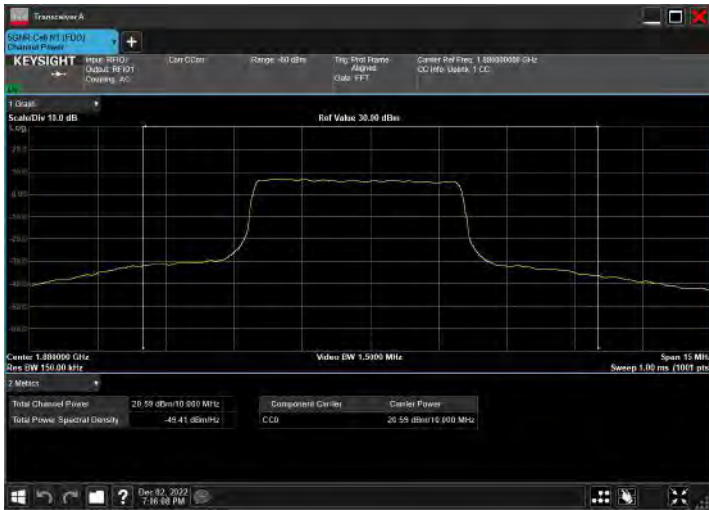 Transceiver A
5GNR Cell N1 (FDD)
Channel Power
+
KEYSIGHT
Input: RFIO1
Output: RFIO1
Coupling: AC
Corr CCorr
Range: -60 dBm
Trig: Prot Frame
Aligned
Gate: FFT
Carrier Ref Freq: 1.880000000 GHz
CC Info: Uplink, 1 CC
1 Graph
Scale/Div 10.0 dB
Ref Value 30.00 dBm
Log
Center 1.880000 GHz
Video BW 1.5000 MHz
Span 15 MHz
Res BW 150.00 kHz
Sweep 1.00 ms (1001 pts
2 Metrics
Total Channel Power
20.59 dBm/10.000 MHz
Total Power Spectral Density
-49.41 dBm/Hz
Component Carrier
Carrier Power
CC0
20.59 dBm/10.000 MHz
?
Dec 02, 2022
7:16:08 PM